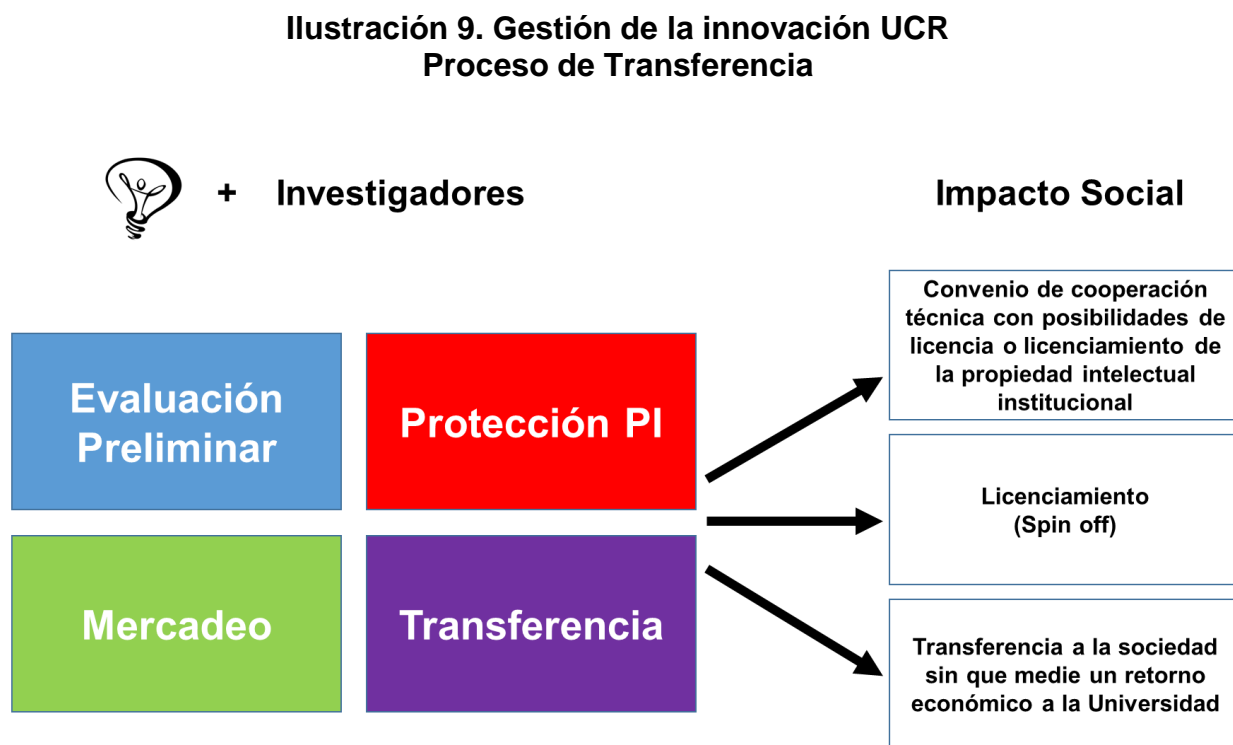 Ilustración 9. Gestión de la innovación UCR
Proceso de Transferencia
+ Investigadores
Impacto Social
Evaluación
Preliminar
Protección PI
Mercadeo
Transferencia
Convenio de cooperación
técnica con posibilidades de
licencia o licenciamiento de
la propiedad intelectual
institucional
Licenciamiento
(Spin off)
Transferencia a la sociedad
sin que medie un retorno
económico a la Universidad